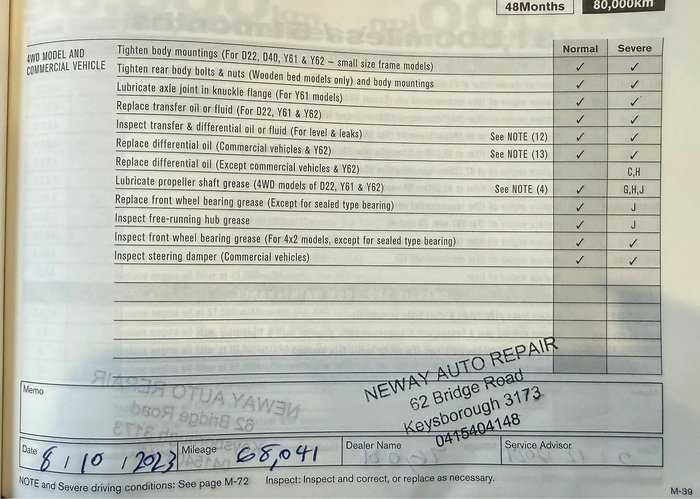 48Months 80,000km
Normal Severe
4WD MODEL AND
COMMERCIAL VEHICLE
Tighten body mountings (For D22, D40, Y61 & Y62 – small size frame models) ✓ ✓
Tighten rear body bolts & nuts (Wooden bed models only) and body mountings ✓ ✓
Lubricate axle joint in knuckle flange (For Y61 models) ✓ ✓
Replace transfer oil or fluid (For D22, Y61 & Y62) ✓ ✓
Inspect transfer & differential oil or fluid (For level & leaks) See NOTE (12) ✓ ✓
Replace differential oil (Commercial vehicles & Y62) See NOTE (13) ✓ ✓
Replace differential oil (Except commercial vehicles & Y62) C,H
Lubricate propeller shaft grease (4WD models of D22, Y61 & Y62) See NOTE (4) ✓ G,H,J
Replace front wheel bearing grease (Except for sealed type bearing) ✓ J
Inspect free-running hub grease ✓ J
Inspect front wheel bearing grease (For 4x2 models, except for sealed type bearing) ✓ ✓
Inspect steering damper (Commercial vehicles) ✓ ✓
Memo
NEWAY AUTO REPAIR
62 Bridge Road
Keysborough 3173
0415404148
Date 8 / 10 / 2023 Mileage 68,041 Dealer Name Service Advisor
NOTE and Severe driving conditions: See page M-72 Inspect: Inspect and correct, or replace as necessary.
M-39